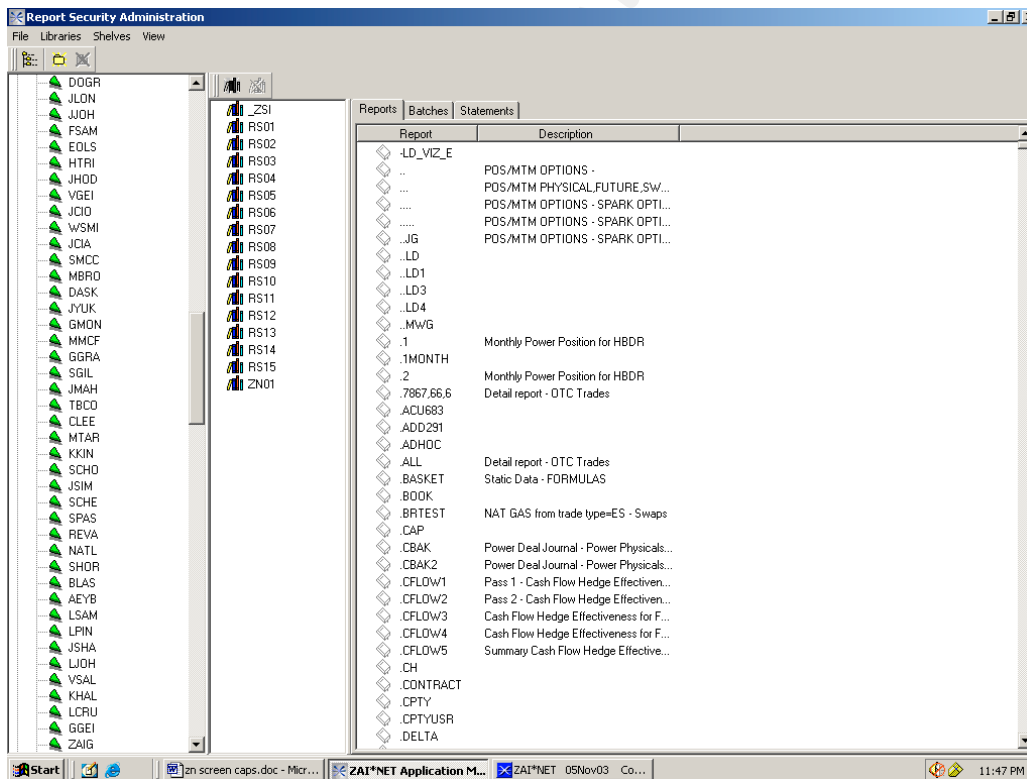 Report Security Administration
File Libraries Shelves View
DOGR
JLON
JJOH
FSAM
EOLS
HTRI
JHOD
VGEI
JCIO
WSMI
JCIA
SMCC
MBRO
DASK
JYUK
GMON
MMCF
GGRA
SGIL
JMAH
TBCO
CLEE
MTAR
KKIN
SCHO
JSIM
SCHE
SPAS
REVA
NATL
SHOR
BLAS
AEYB
LSAM
LPIN
JSHA
LJOH
VSAL
KHAL
LCRU
GGEI
ZAIG
_ZSI
RS01
RS02
RS03
RS04
RS05
RS06
RS07
RS08
RS09
RS10
RS11
RS12
RS13
RS14
RS15
ZN01
Reports Batches Statements
Report Description
-LD_VIZ_E
.. POS/MTM OPTIONS -
... POS/MTM PHYSICAL,FUTURE,SW...
.... POS/MTM OPTIONS - SPARK OPTI...
..... POS/MTM OPTIONS - SPARK OPTI...
..JG POS/MTM OPTIONS - SPARK OPTI...
..LD
..LD1
..LD3
..LD4
..MWG
.1 Monthly Power Position for HBDR
.1MONTH
.2 Monthly Power Position for HBDR
.7867,66,6 Detail report - OTC Trades
.ACU683
.ADD291
.ADHOC
.ALL Detail report - OTC Trades
.BASKET Static Data - FORMULAS
.BOOK
.BRTEST NAT GAS from trade type=ES - Swaps
.CAP
.CBAK Power Deal Journal - Power Physicals...
.CBAK2 Power Deal Journal - Power Physicals...
.CFLOW1 Pass 1 - Cash Flow Hedge Effectiven...
.CFLOW2 Pass 2 - Cash Flow Hedge Effectiven...
.CFLOW3 Cash Flow Hedge Effectiveness for F...
.CFLOW4 Cash Flow Hedge Effectiveness for F...
.CFLOW5 Summary Cash Flow Hedge Effective...
.CH
.CONTRACT
.CPTY
.CPTYUSR
.DELTA
Start zn screen caps.doc - Micr... ZAI*NET Application M... ZAI*NET 05Nov03 Co... 11:47 PM